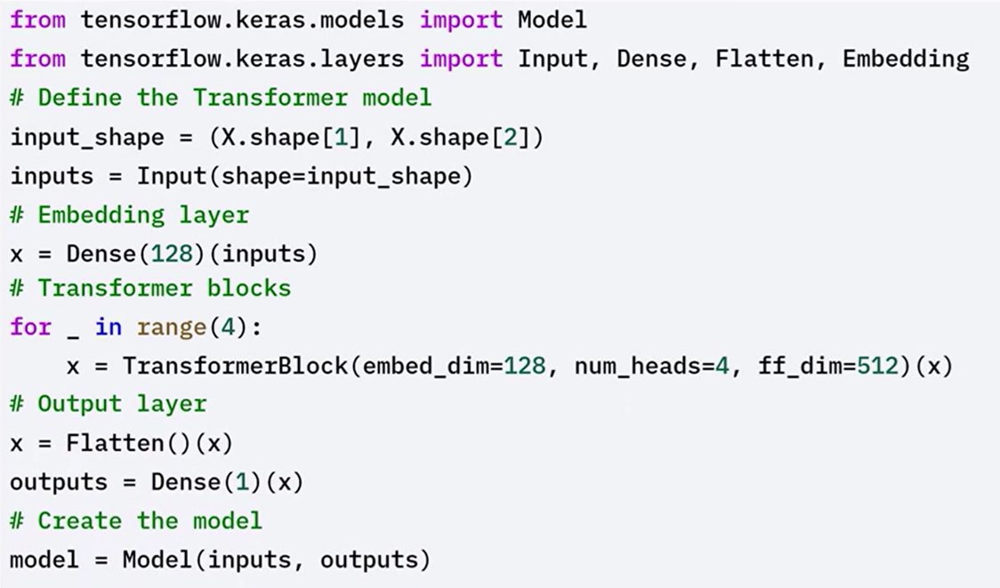 from tensorflow.keras.models import Model
from tensorflow.keras.layers import Input, Dense, Flatten, Embedding
# Define the Transformer model
input_shape = (X.shape[1], X.shape[2])
inputs = Input(shape=input_shape)
# Embedding layer
x = Dense(128)(inputs)
# Transformer blocks
for _ in range(4):
    x = TransformerBlock(embed_dim=128, num_heads=4, ff_dim=512)(x)
# Output layer
x = Flatten()(x)
outputs = Dense(1)(x)
# Create the model
model = Model(inputs, outputs)